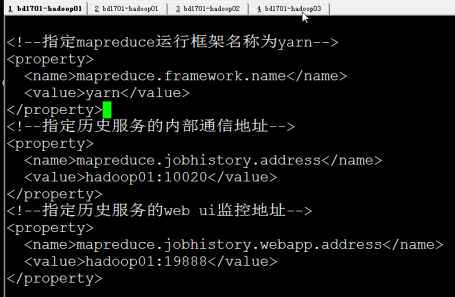 1 bd1701-hadoop01 2 bd1701-hadoop01 3 bd1701-hadoop02 4 bd1701-hadoop03
<!--指定mapreduce运行框架名称为yarn-->
<property>
<name>mapreduce.framework.name</name>
<value>yarn</value>
</property>
<!--指定历史服务的内部通信地址-->
<property>
<name>mapreduce.jobhistory.address</name>
<value>hadoop01:10020</value>
</property>
<!--指定历史服务的web ui监控地址-->
<property>
<name>mapreduce.jobhistory.webapp.address</name>
<value>hadoop01:19888</value>
</property>